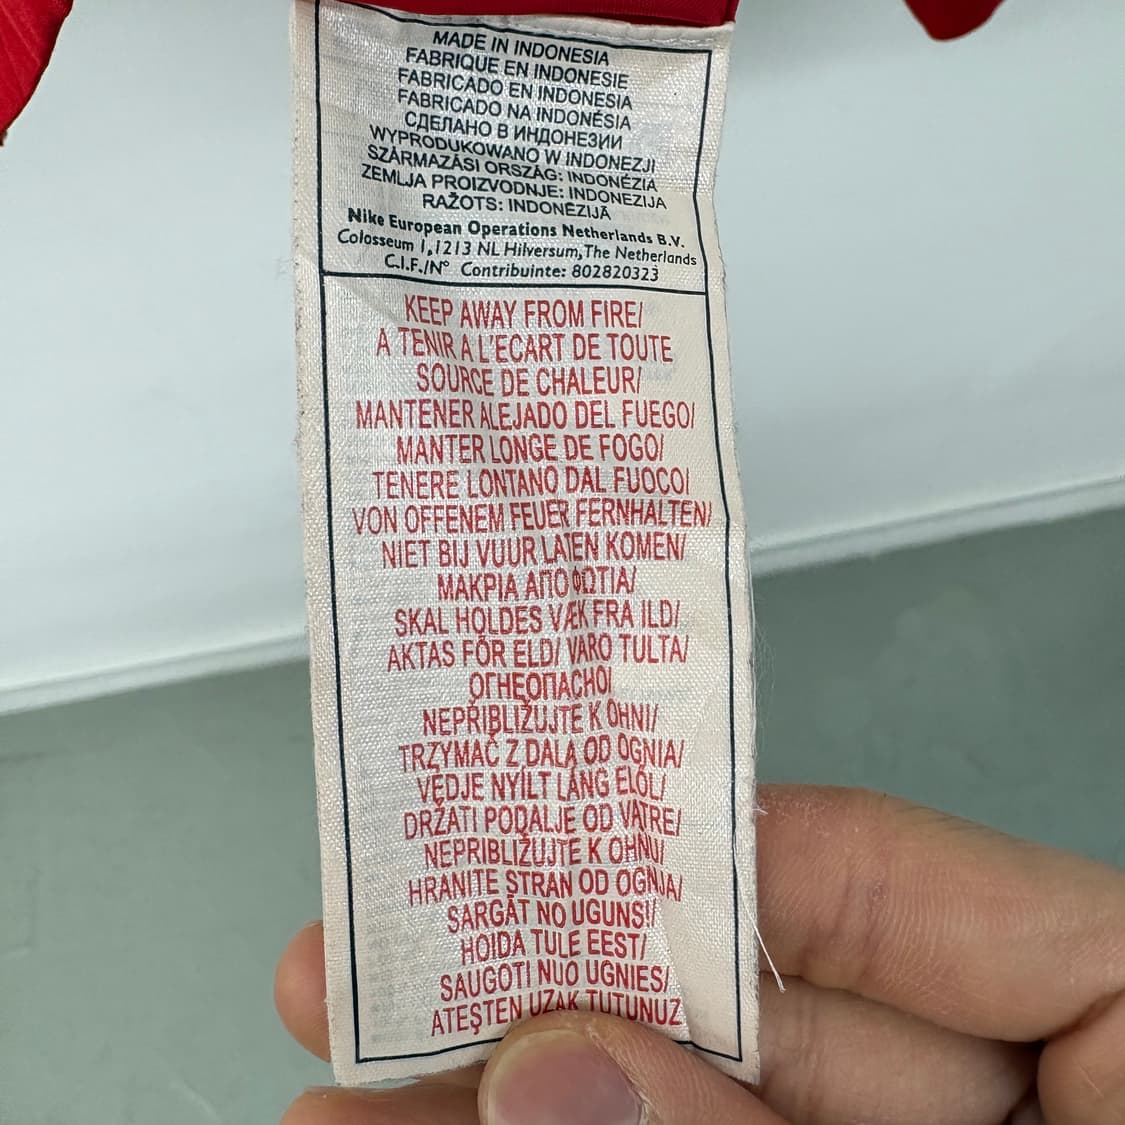 MADE IN INDONESIA
FABRIQUE EN INDONESIE
FABRICADO EN INDONESIA
FABRICADO NA INDONÉSIA
СДЕЛАНО В ИНДОНЕЗИИ
WYPRODUKOWANO W INDONEZJI
SZÁRMAZÁSI ORSZÁG: INDONÉZIA
ZEMLJA PROIZVODNJE: INDONEZIJA
RAŽOTS: INDONĒZIJĀ
Nike European Operations Netherlands B.V.
Colosseum 1,1213 NL Hilversum,The Netherlands
C.I.F./Nº Contribuinte: 802820323
KEEP AWAY FROM FIRE/
A TENIR A L'ECART DE TOUTE
SOURCE DE CHALEUR/
MANTENER ALEJADO DEL FUEGO/
MANTER LONGE DE FOGO/
TENERE LONTANO DAL FUOCO/
VON OFFENEM FEUER FERNHALTEN/
NIET BIJ VUUR LATEN KOMEN/
ΜΑΚΡΙΑ ΑΠΟ ΦΩΤΙΑ/
SKAL HOLDES VÆK FRA ILD/
AKTAS FÖR ELD/ VARO TULTA/
ОГНЕОПАСНО/
NEPŘIBLIŽUJTE K OHNI/
TRZYMAĆ Z DALA OD OGNIA/
VÉDJE NYÍLT LÁNG ELŐL/
DRŽATI PODALJE OD VATRE/
NEPRIBLIŽUJTE K OHŇU/
HRANITE STRAN OD OGNJA/
SARGĀT NO UGUNS!/
HOIDA TULE EEST/
SAUGOTI NUO UGNIES/
ATEŞTEN UZAK TUTUNUZ